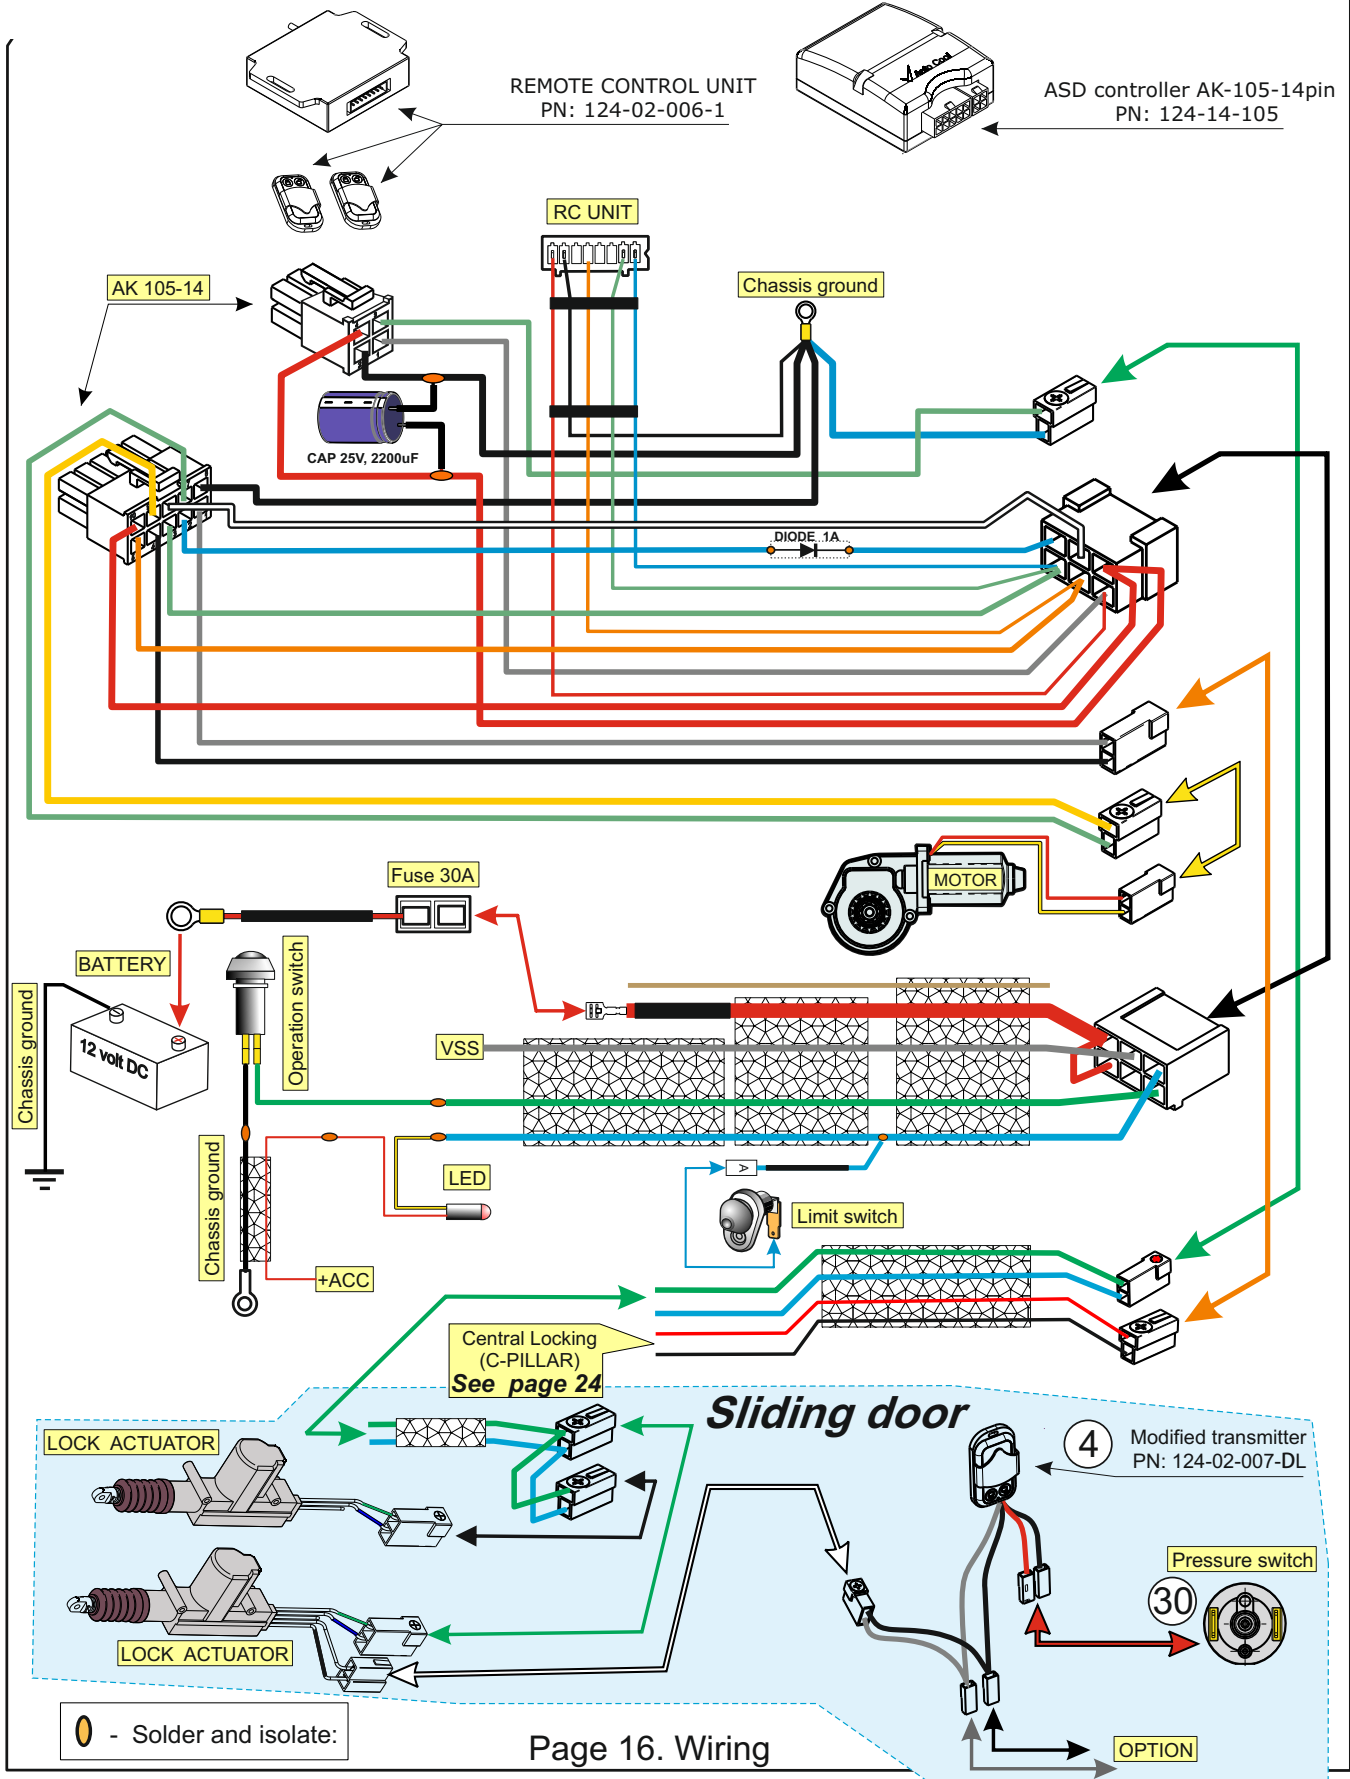 REMOTE CONTROL UNIT
PN: 124-02-006-1
Auto Cool
ASD controller AK-105-14pin
PN: 124-14-105
RC UNIT
AK 105-14
Chassis ground
CAP 25V, 2200uF
DIODE 1A
Fuse 30A
MOTOR
BATTERY
Operation switch
Chassis ground
12 volt DC
VSS
Chassis ground
LED
A
Limit switch
+ACC
Central Locking
(C-PILLAR)
See page 24
Sliding door
LOCK ACTUATOR
4
Modified transmitter
PN: 124-02-007-DL
Pressure switch
30
LOCK ACTUATOR
- Solder and isolate:
Page 16. Wiring
OPTION